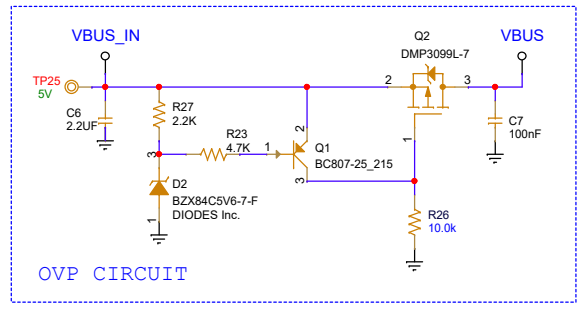 VBUS_IN
Q2
DMP3099L-7
VBUS
TP25
5V
2
3
C6
2.2UF
R27
2.2K
R23
4.7K
1
2
Q1
BC807-25_215
3
1
C7
100nF
3
D2
BZX84C5V6-7-F
DIODES Inc.
1
R26
10.0k
OVP CIRCUIT